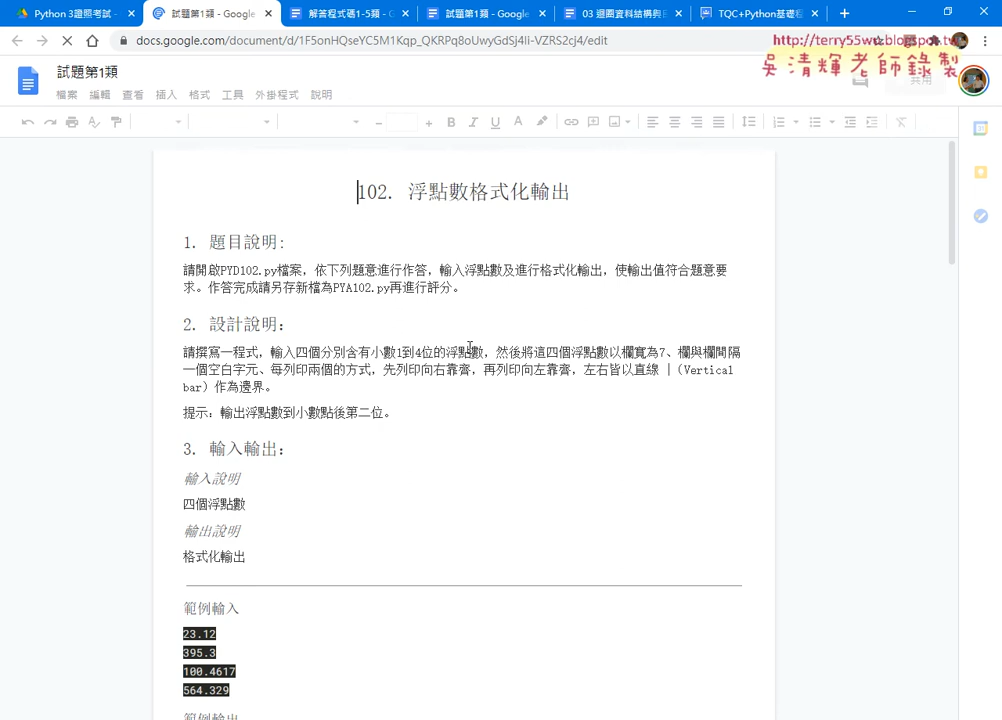 Python 3證照考試 -
試題第1類 - Google
解答程式碼1-5類 - G
試題第1類 - Google
03 迴圈資料結構與
TQC+Python基礎程
docs.google.com/document/d/1F5onHQseYC5M1Kqp_QKRPq8oUwyGdSj4li-VZRS2cj4/edit
http://terry55wu.blogspot.tw
吳清輝老師錄製
試題第1類
共用
檔案 編輯 查看 插入 格式 工具 外掛程式 說明
102. 浮點數格式化輸出
1. 題目說明:
請開啟PYD102.py檔案，依下列題意進行作答，輸入浮點數及進行格式化輸出，使輸出值符合題意要
求。作答完成請另存新檔為PYA102.py再進行評分。
2. 設計說明：
請撰寫一程式，輸入四個分別含有小數1到4位的浮點數，然後將這四個浮點數以欄寬為7、欄與欄間隔
一個空白字元、每列印兩個的方式，先列印向右靠齊，再列印向左靠齊，左右皆以直線 |（Vertical
bar）作為邊界。
提示：輸出浮點數到小數點後第二位。
3. 輸入輸出：
輸入說明
四個浮點數
輸出說明
格式化輸出
範例輸入
23.12
395.3
100.4617
564.329
範例輸出